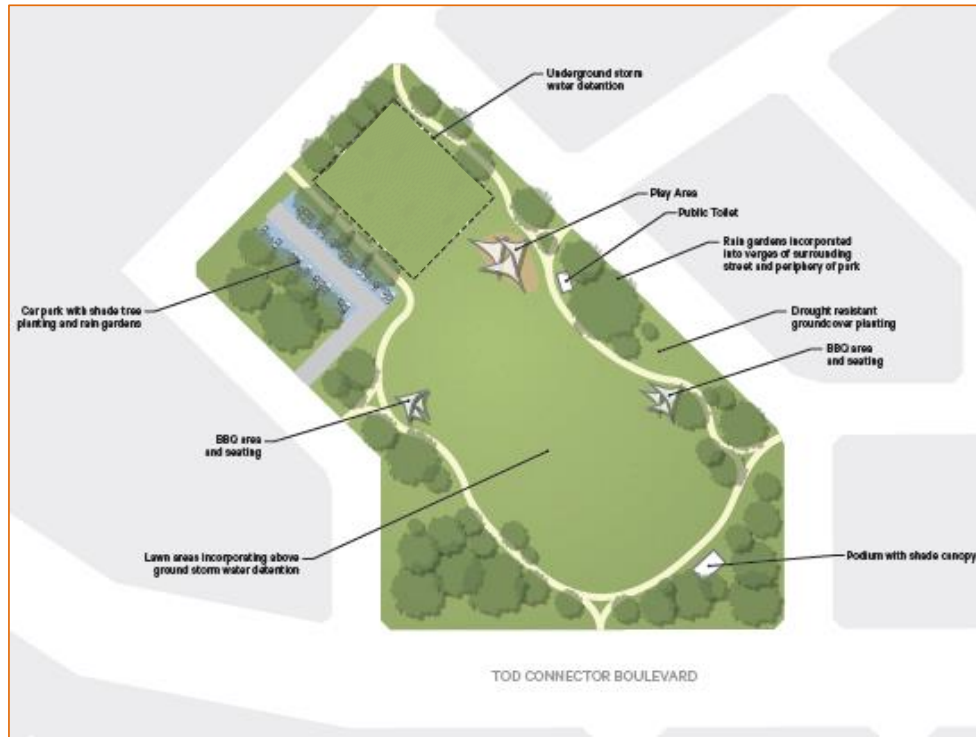 Underground storm
water detention
Play Area
Public Toilet
Rain gardens incorporated
into verges of surrounding
street and periphery of park
Car park with shade tree
planting and rain gardens
Drought resistant
groundcover planting
BBQ area
and seating
BBQ area
and seating
Lawn areas incorporating above
ground storm water detention
Podium with shade canopy
TOD CONNECTOR BOULEVARD